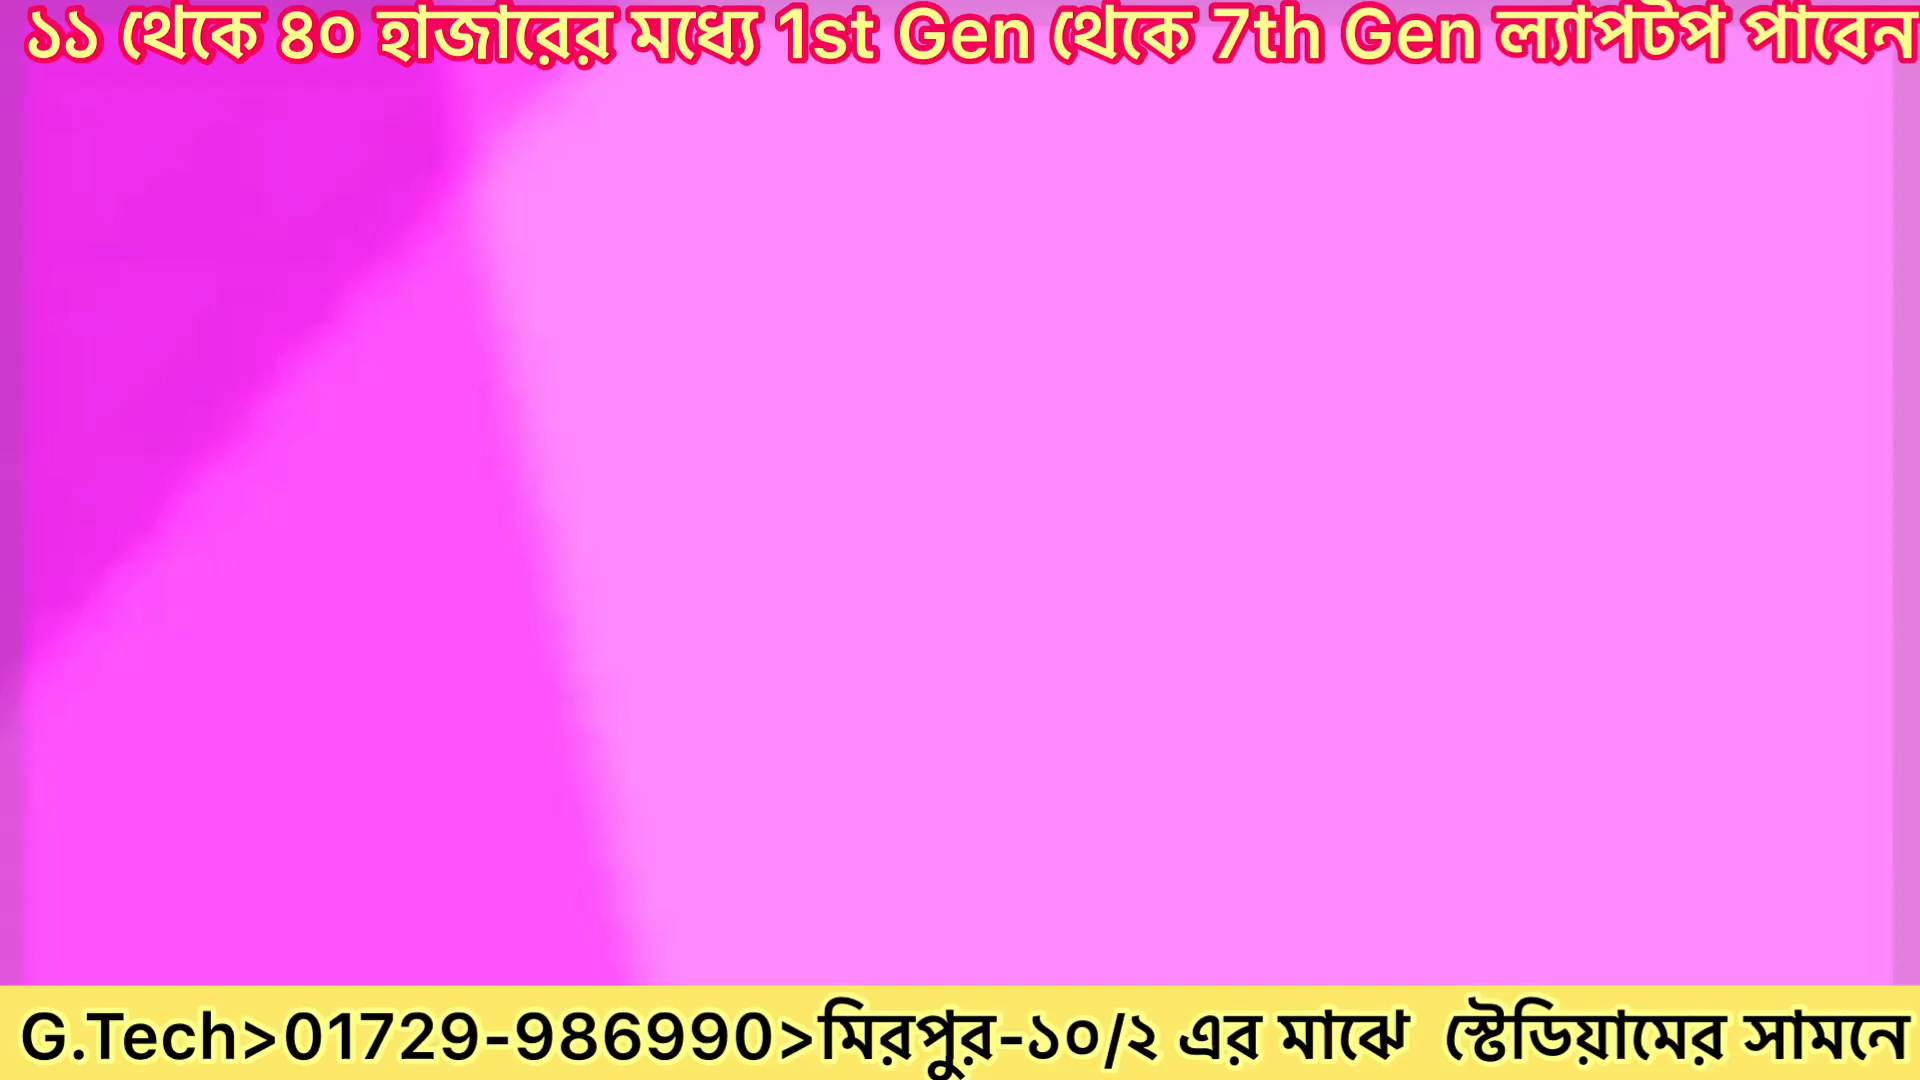 ১১ থেকে ৪০ হাজারের মধ্যে 1st Gen থেকে 7th Gen ল্যাপটপ পাবেন
G.Tech>01729-986990>মিরপুর-১০/২ এর মাঝে স্টেডিয়ামের সামনে